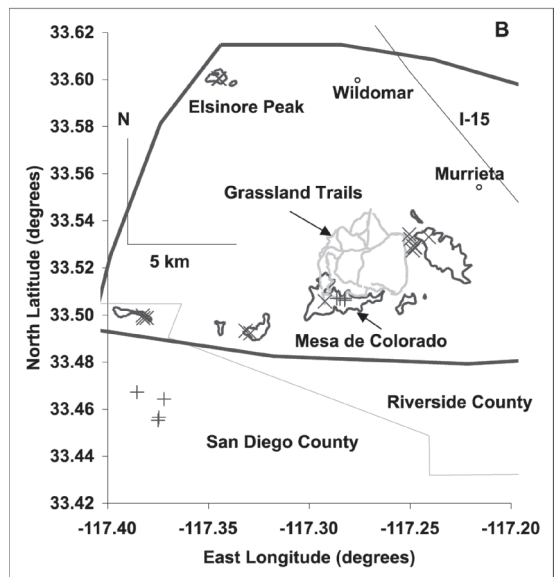 B
33.62
33.60
33.58
33.56
33.54
33.52
33.50
33.48
33.46
33.44
33.42
North Latitude (degrees)
Elsinore Peak
Wildomar
I-15
N
Murrieta
Grassland Trails
5 km
Mesa de Colorado
Riverside County
San Diego County
-117.40
-117.35
-117.30
-117.25
-117.20
East Longitude (degrees)